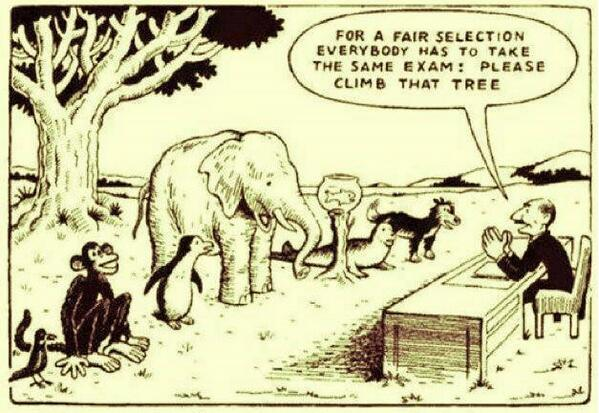 FOR A FAIR SELECTION
EVERYBODY HAS TO TAKE
THE SAME EXAM: PLEASE
CLIMB THAT TREE